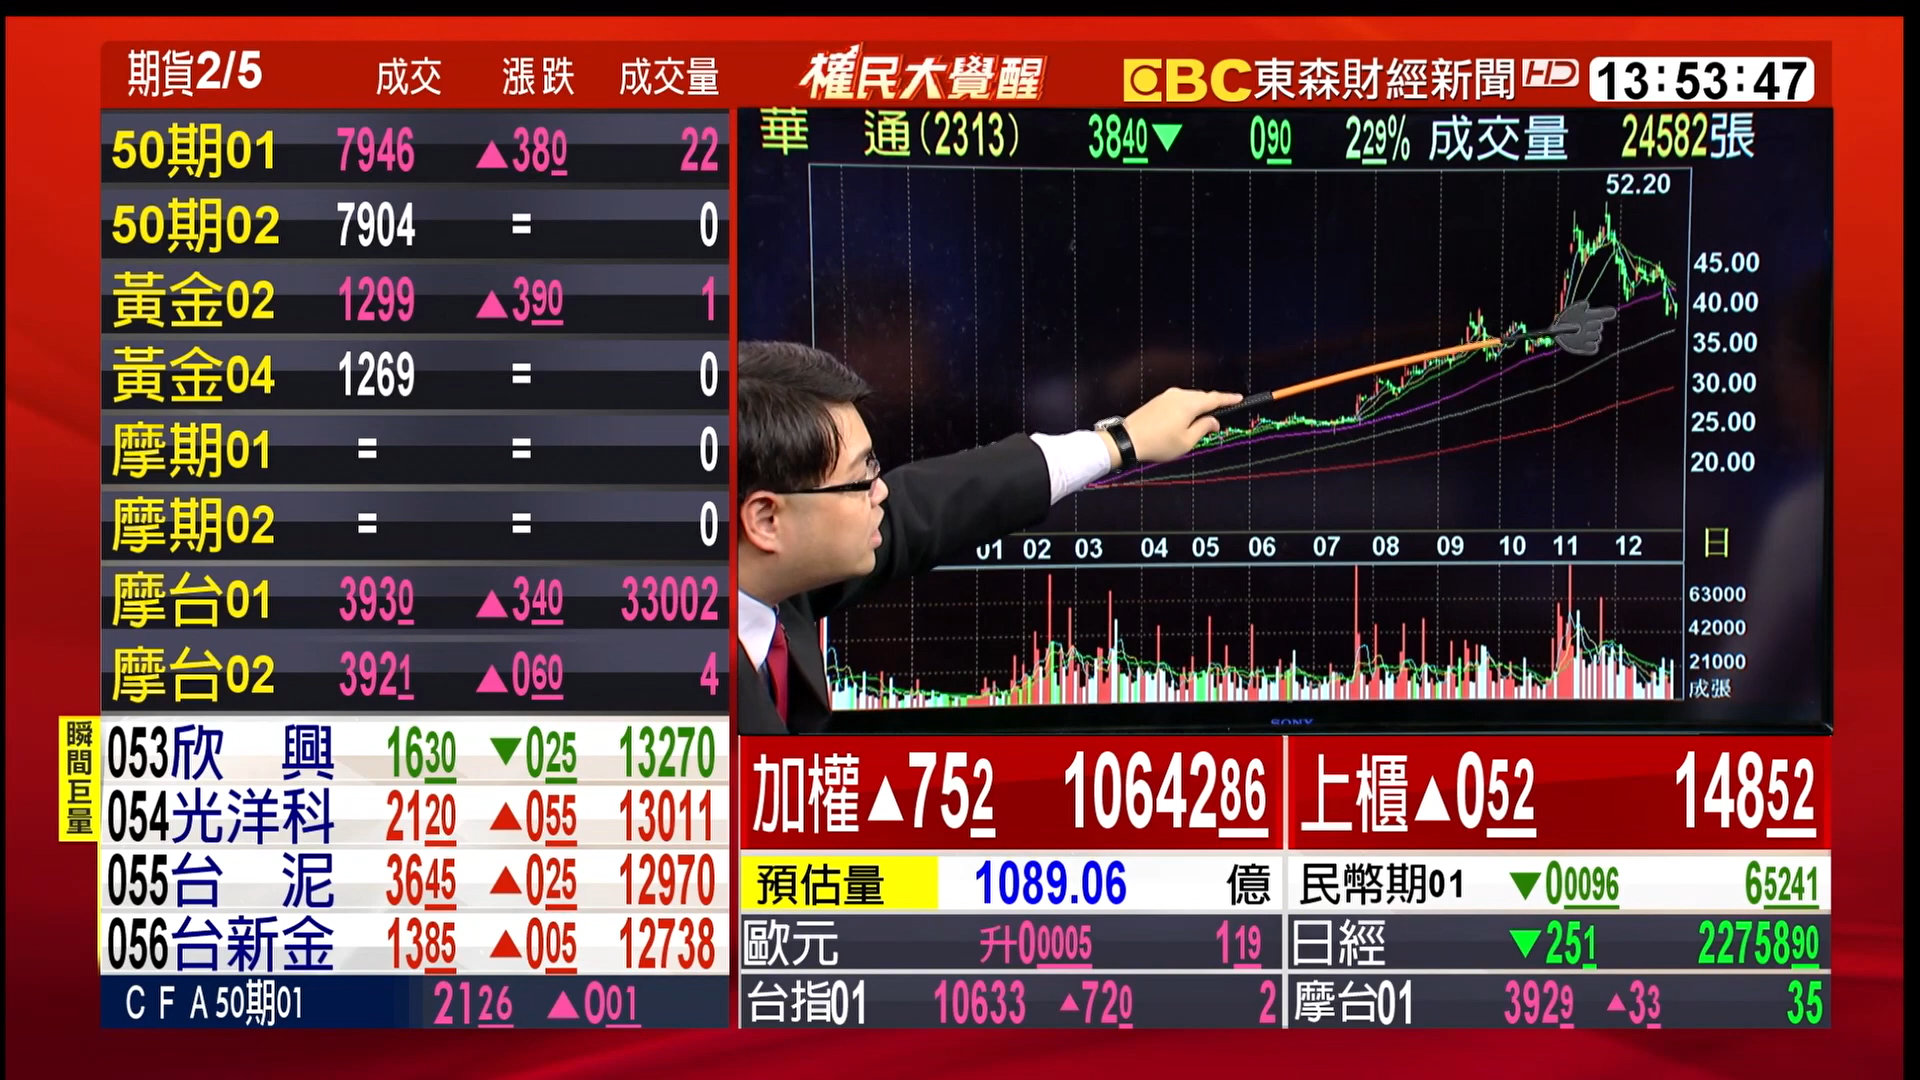 期貨2/5 成交 漲跌 成交量
權民大覺醒
EBC東森財經新聞HD 13:53:47
50期01 7946 ▲380 22
50期02 7904 = 0
黃金02 1299 ▲390 1
黃金04 1269 = 0
摩期01 = = 0
摩期02 = = 0
摩台01 3930 ▲340 33002
摩台02 3921 ▲060 4
瞬間巨量
053欣 興 1630 ▼025 13270
054光洋科 2120 ▲055 13011
055台 泥 3645 ▲025 12970
056台新金 1385 ▲005 12738
CFA50期01 2126 ▲001
華 通(2313) 3840▼ 090 229% 成交量 24582張
52.20
45.00
40.00
35.00
30.00
25.00
20.00
01 02 03 04 05 06 07 08 09 10 11 12 日
63000
42000
21000
成張
SONY
加權▲752 1064286
上櫃▲052 14852
預估量 1089.06 億
民幣期01 ▼00096 65241
歐元 升00005 119
日經 ▼251 2275890
台指01 10633 ▲720 2
摩台01 3929 ▲33 35